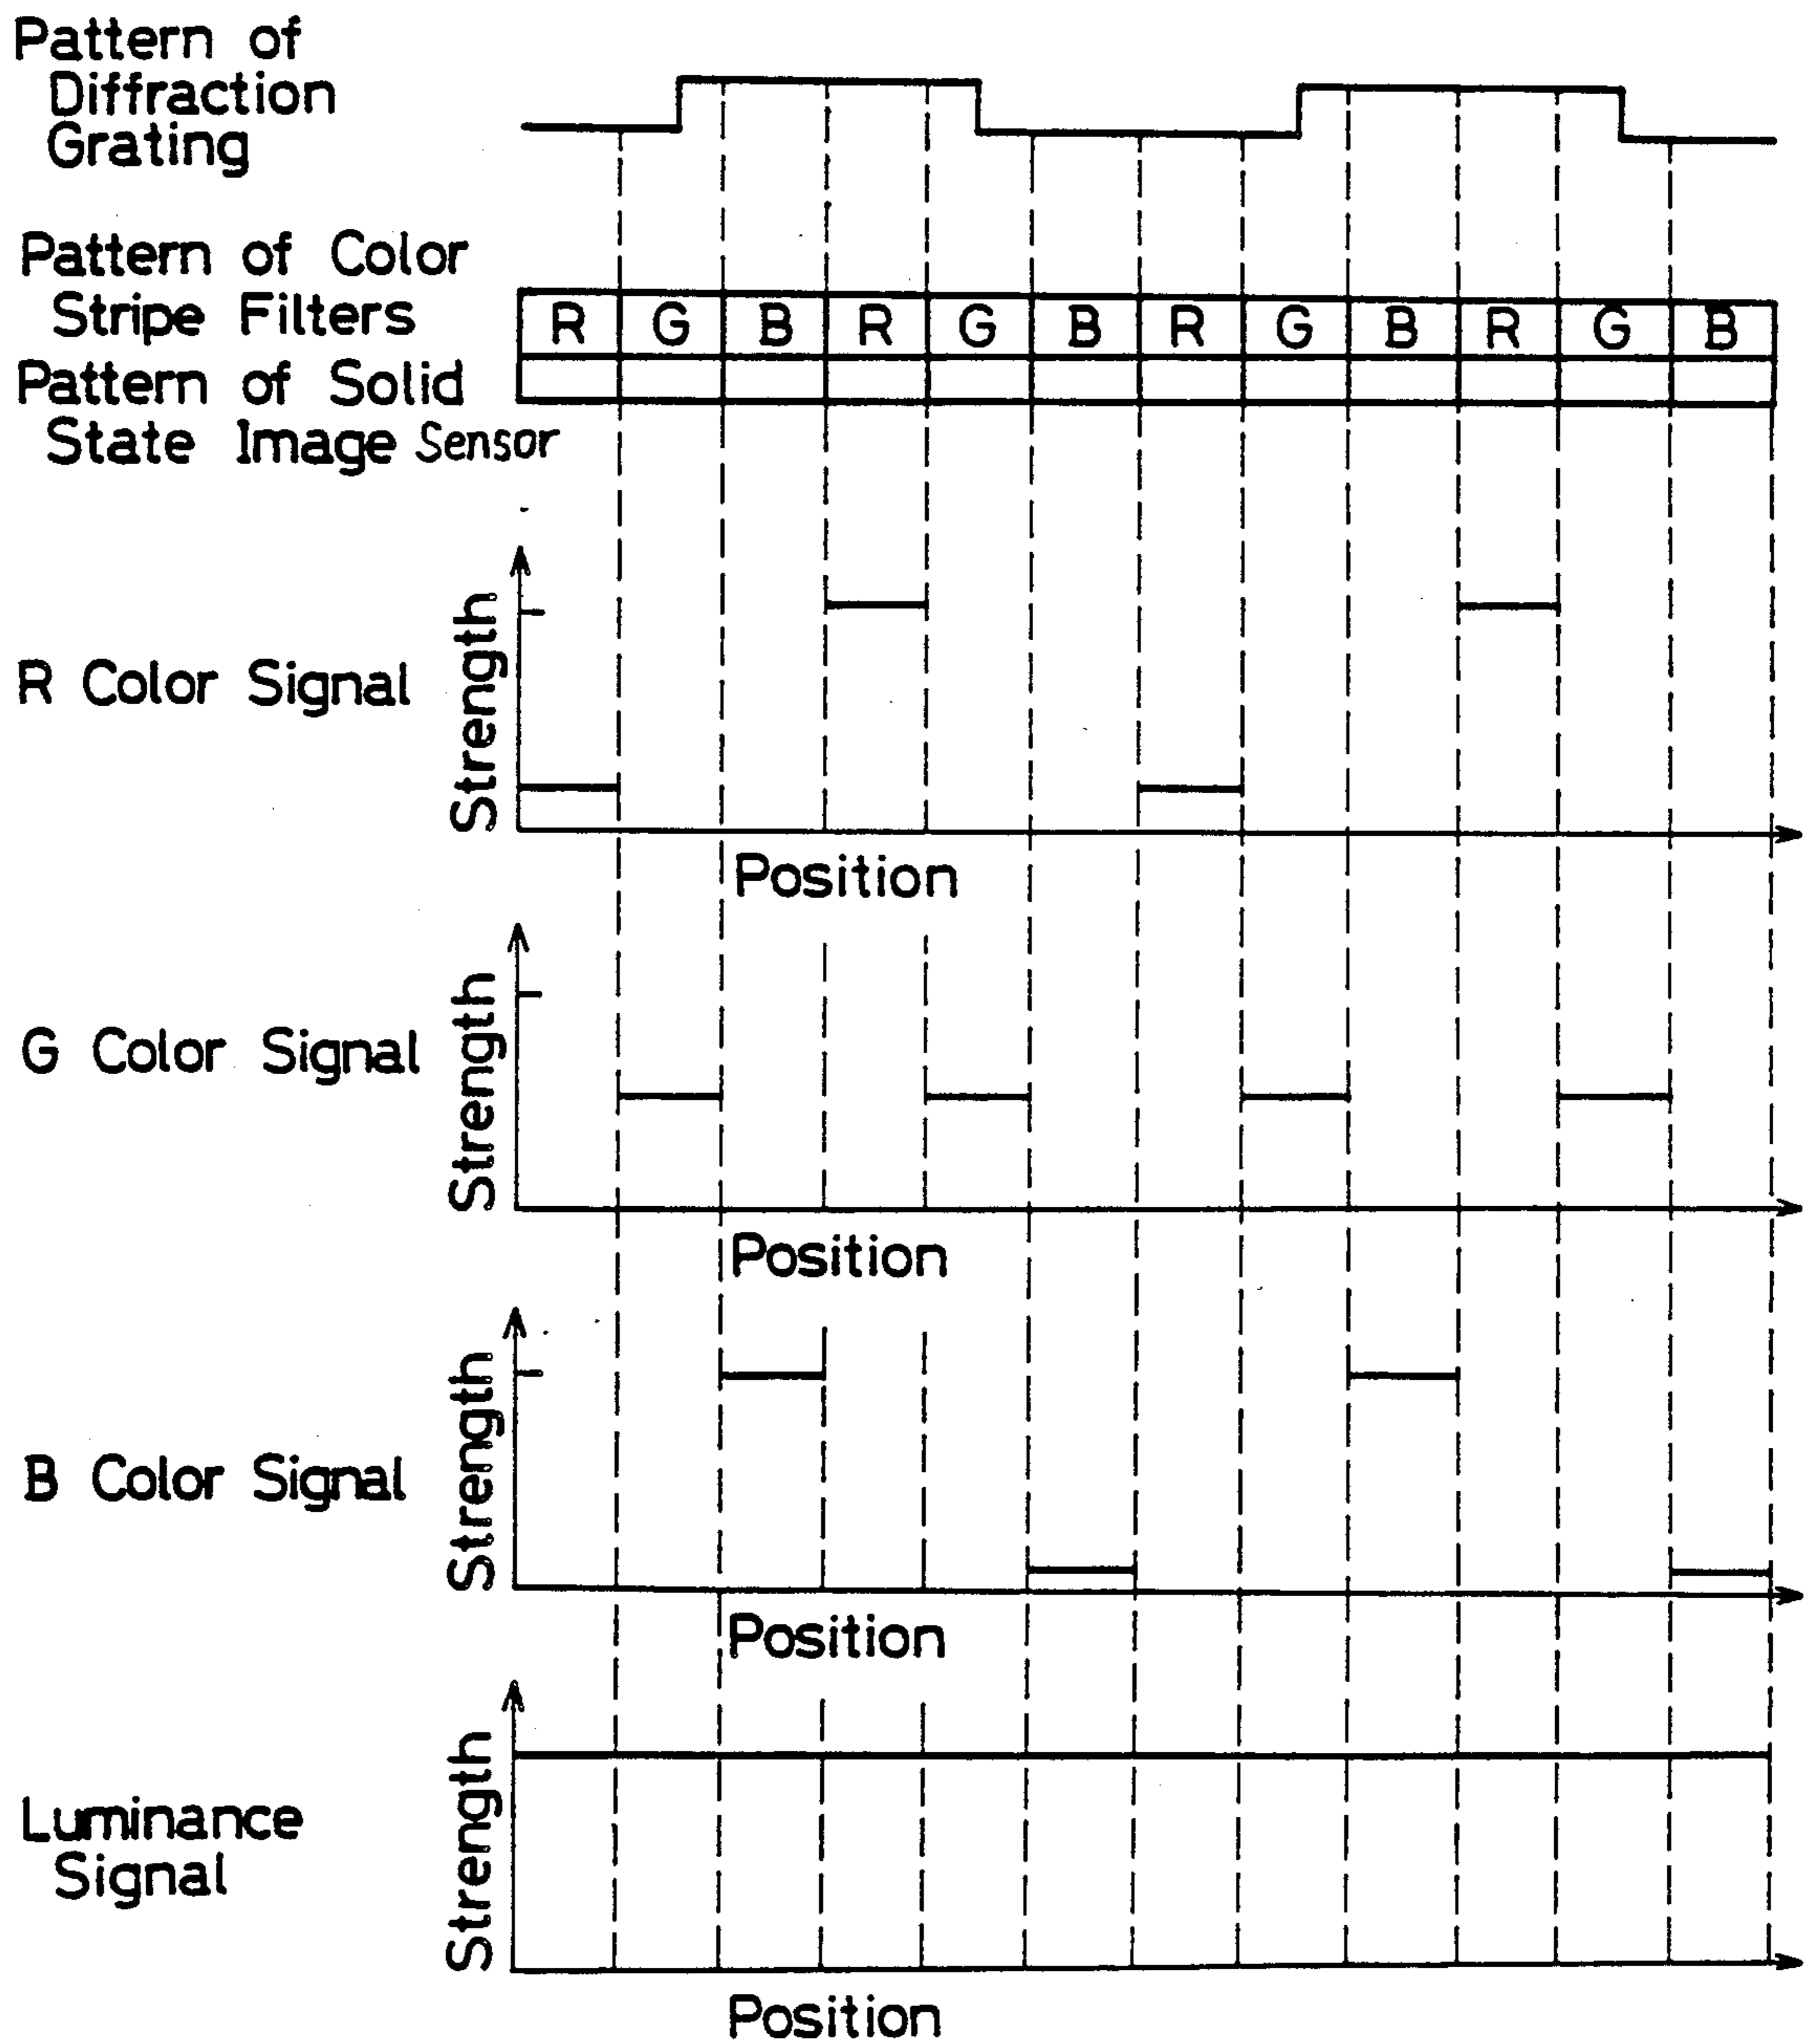 Pattern of
Diffraction
Grating
Pattern of Color
Stripe Filters
R G B R G B R G B R G B
Pattern of Solid
State Image Sensor
Strength
R Color Signal
Position
Strength
G Color Signal
Position
Strength
B Color Signal
Position
Strength
Luminance
Signal
Position